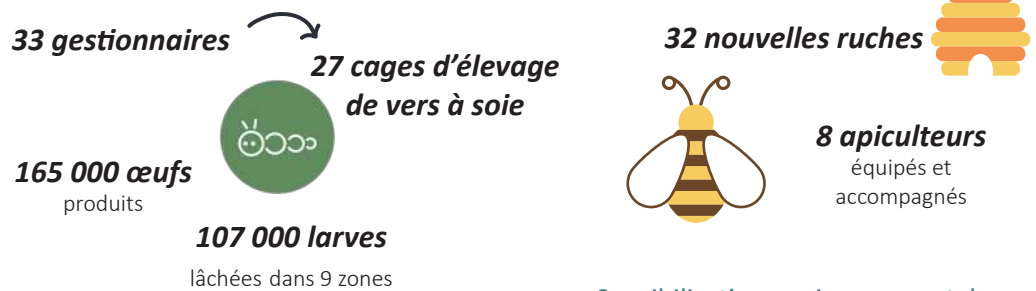 33 gestionnaires
27 cages d’élevage
de vers à soie
165 000 œufs
produits
107 000 larves
lâchées dans 9 zones
32 nouvelles ruches
8 apiculteurs
équipés et
accompagnés